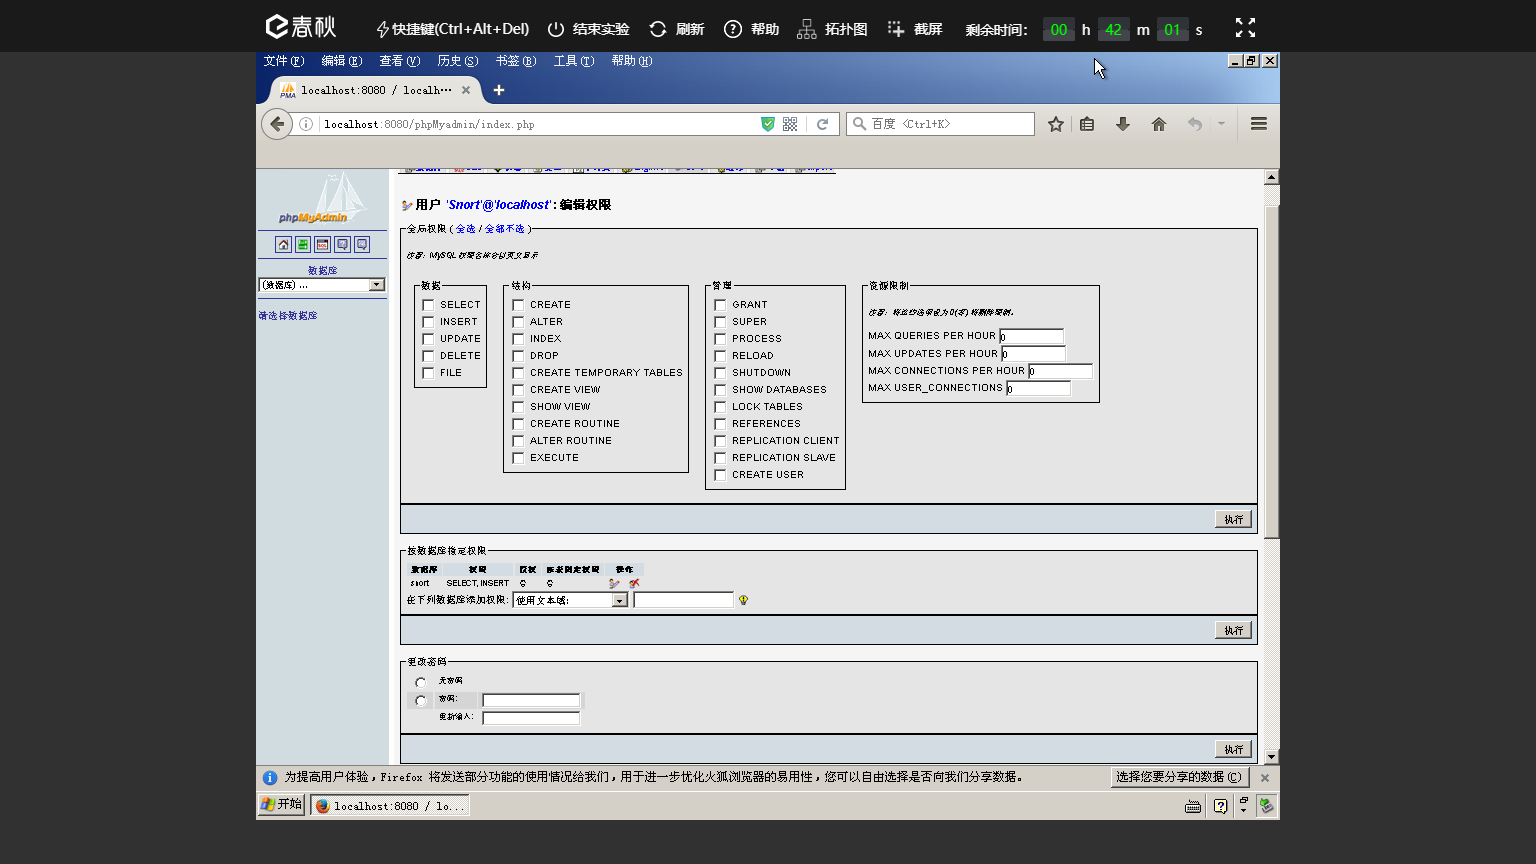 e春秋 快捷键(Ctrl+Alt+Del) 结束实验 刷新 帮助 拓扑图 截屏 剩余时间: 00 h 42 m 01 s
文件(F) 编辑(E) 查看(V) 历史(S) 书签(B) 工具(T) 帮助(H)
localhost:8080 / localh···
localhost:8080/phpMyadmin/index.php
百度 <Ctrl+K>
phpMyAdmin
数据库
(数据库) ...
请选择数据库
用户 'Snort'@'localhost': 编辑权限
全局权限 ( 全选 / 全部不选 )
注意: MySQL 权限名称会以英文显示
数据
SELECT
INSERT
UPDATE
DELETE
FILE
结构
CREATE
ALTER
INDEX
DROP
CREATE TEMPORARY TABLES
CREATE VIEW
SHOW VIEW
CREATE ROUTINE
ALTER ROUTINE
EXECUTE
管理
GRANT
SUPER
PROCESS
RELOAD
SHUTDOWN
SHOW DATABASES
LOCK TABLES
REFERENCES
REPLICATION CLIENT
REPLICATION SLAVE
CREATE USER
资源限制
注意: 将这些选项设为 0(零) 将删除限制。
MAX QUERIES PER HOUR 0
MAX UPDATES PER HOUR 0
MAX CONNECTIONS PER HOUR 0
MAX USER_CONNECTIONS 0
执行
按数据库指定权限
数据库 权限 授权 按表指定权限 操作
snort SELECT, INSERT 否 否
在下列数据库添加权限: 使用文本域:
执行
更改密码
无密码
密码:
重新输入:
执行
为提高用户体验，Firefox 将发送部分功能的使用情况给我们，用于进一步优化火狐浏览器的易用性，您可以自由选择是否向我们分享数据。 选择您要分享的数据(C)
开始 localhost:8080 / lo...